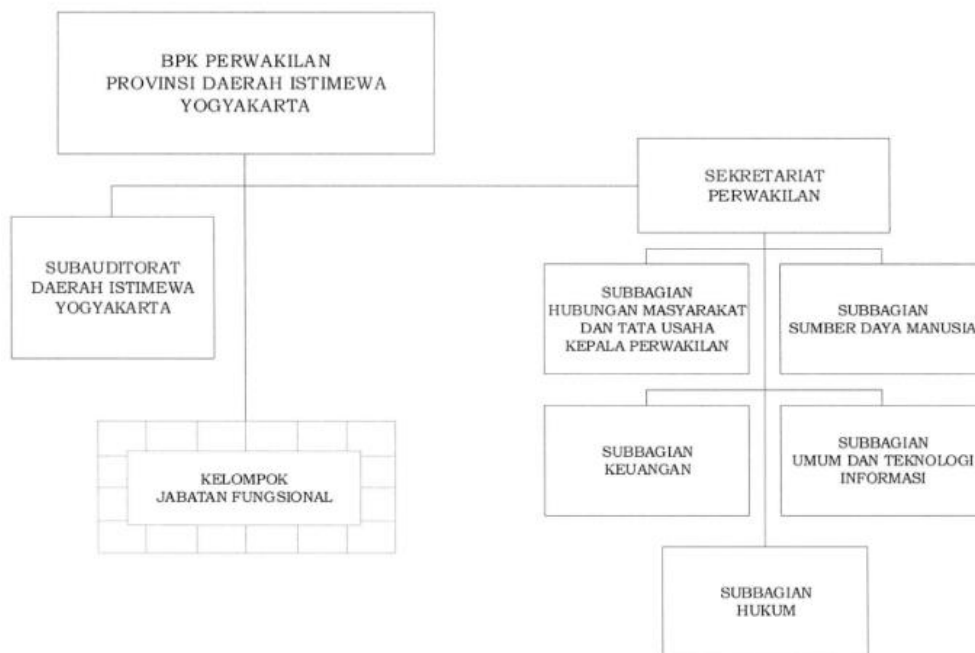 BPK PERWAKILAN
PROVINSI DAERAH ISTIMEWA
YOGYAKARTA
SEKRETARIAT
PERWAKILAN
SUBAUDITORAT
DAERAH ISTIMEWA
YOGYAKARTA
SUBBAGIAN
HUBUNGAN MASYARAKAT
DAN TATA USAHA
KEPALA PERWAKILAN
SUBBAGIAN
SUMBER DAYA MANUSIA
SUBBAGIAN
KEUANGAN
SUBBAGIAN
UMUM DAN TEKNOLOGI
INFORMASI
KELOMPOK
JABATAN FUNGSIONAL
SUBBAGIAN
HUKUM